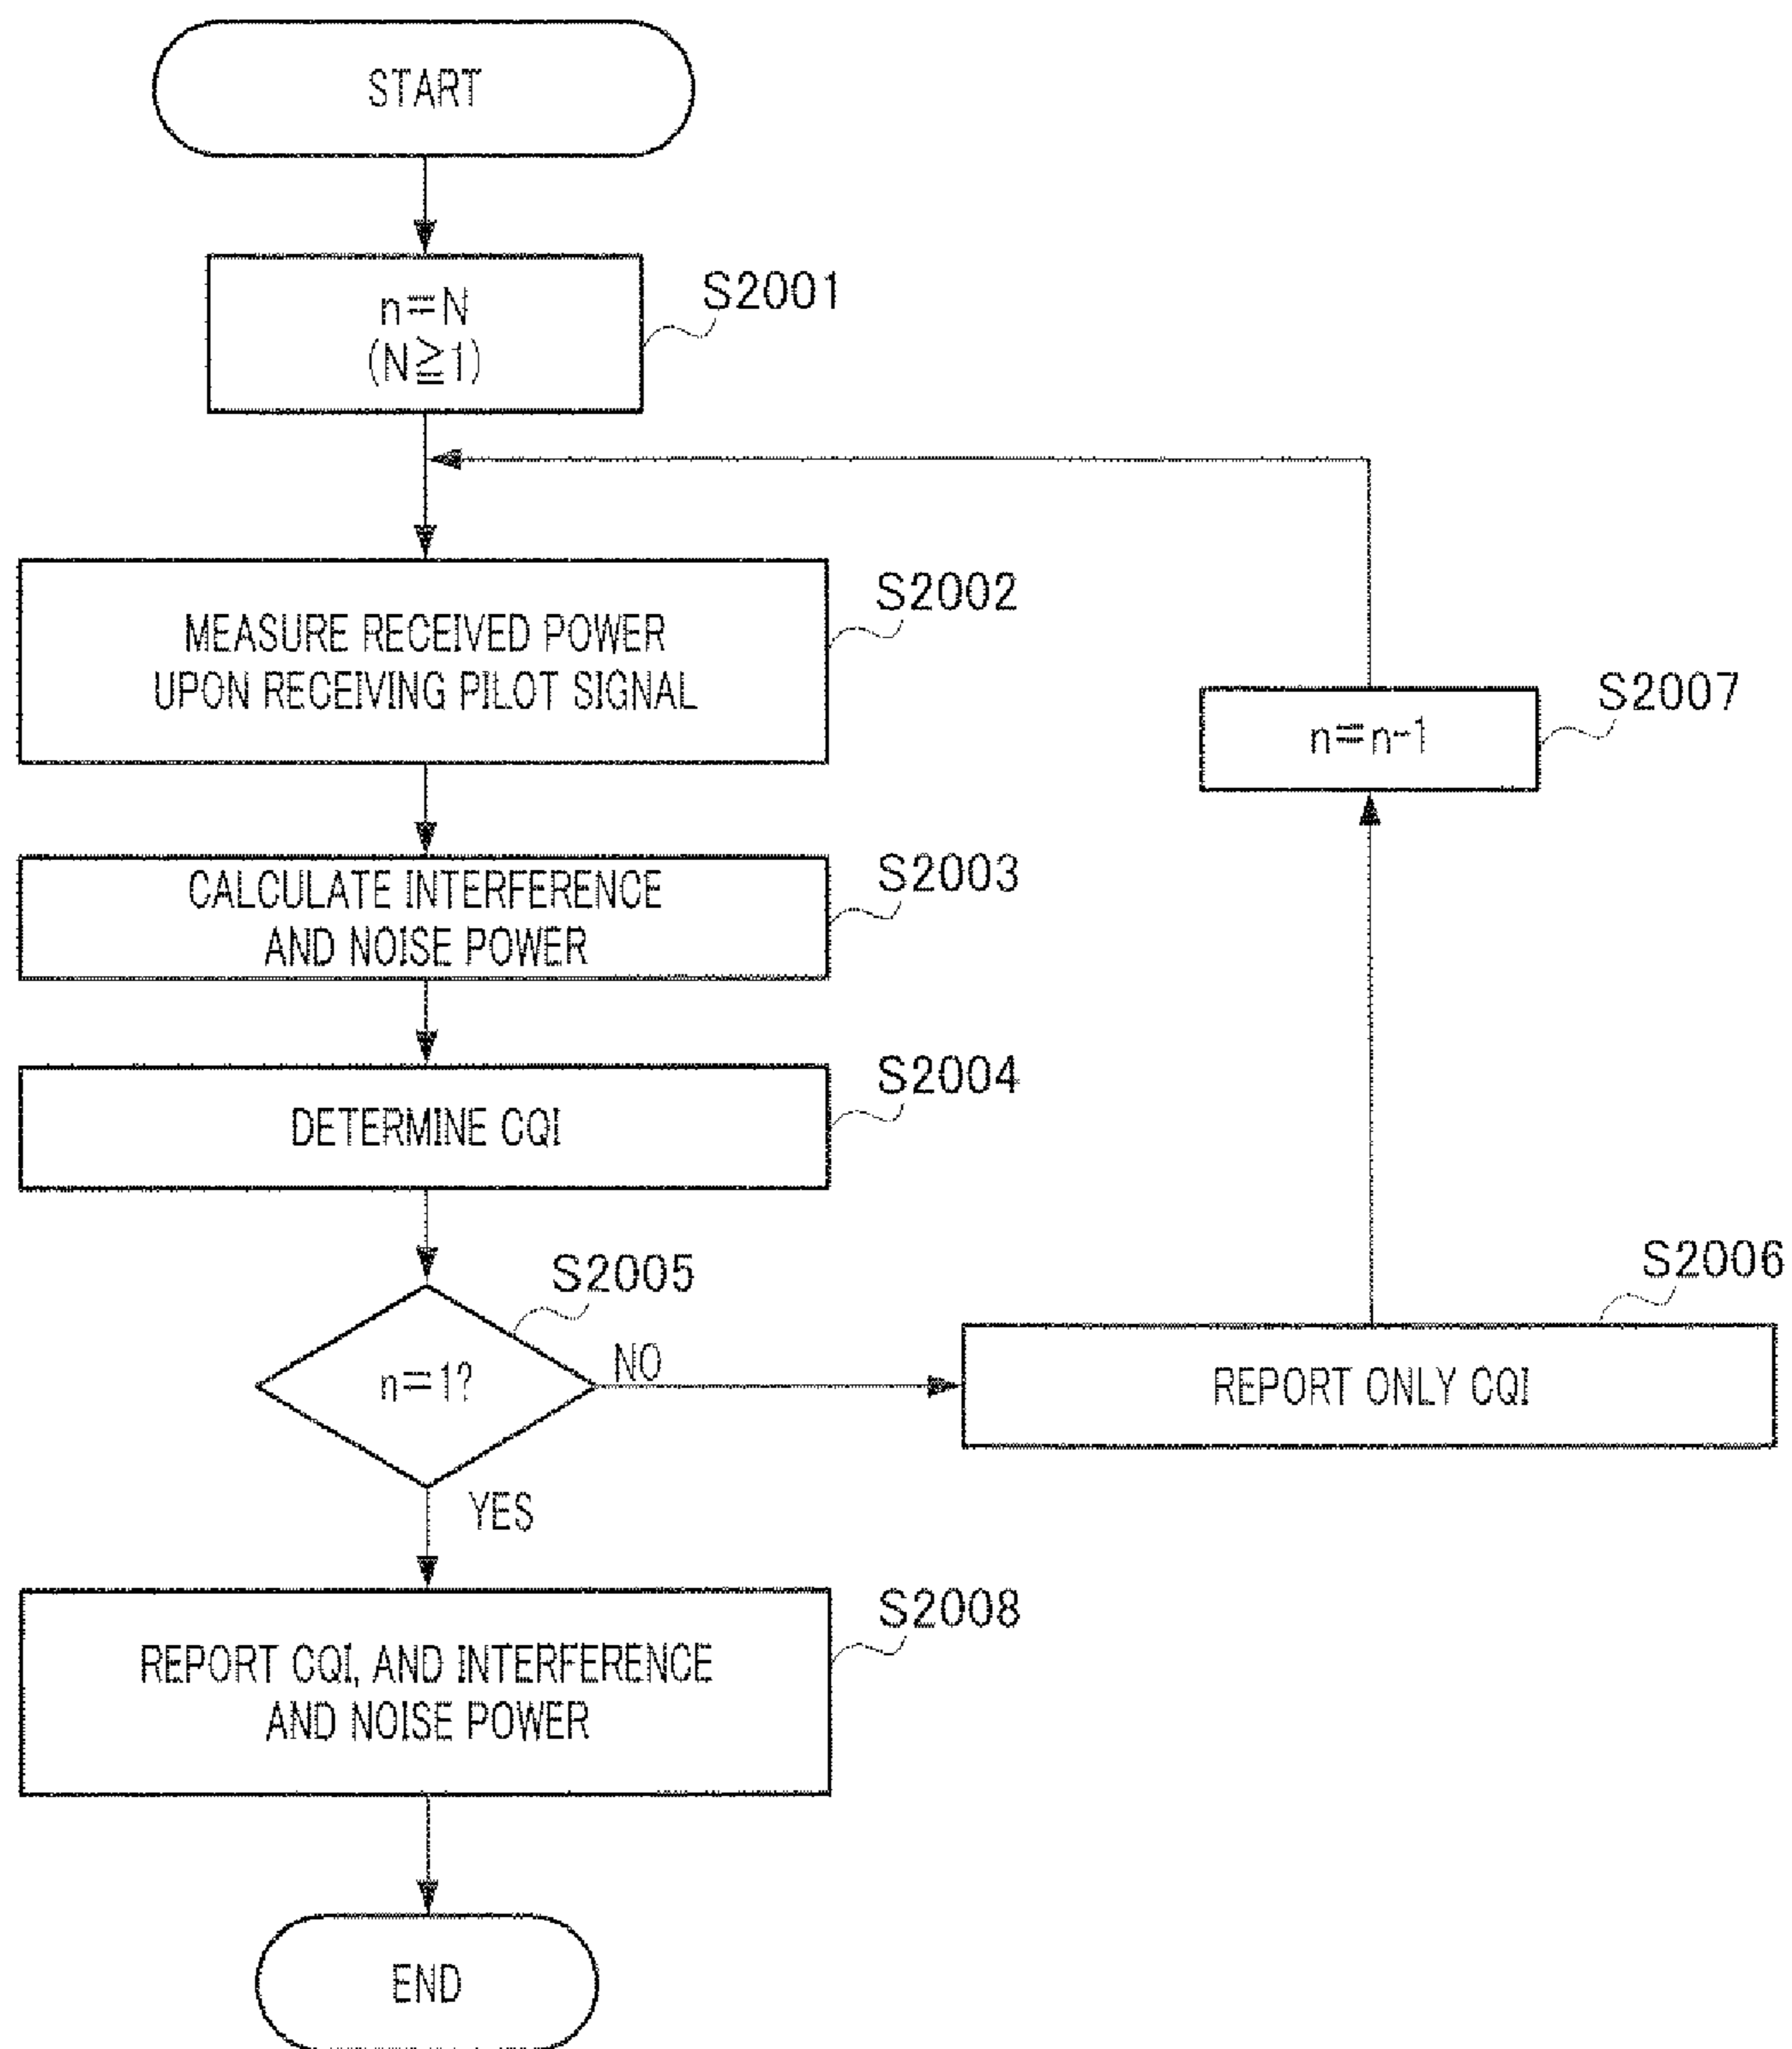 START
n=N
(N≧1)
S2001
MEASURE RECEIVED POWER
UPON RECEIVING PILOT SIGNAL
S2002
n=n-1
S2007
CALCULATE INTERFERENCE
AND NOISE POWER
S2003
DETERMINE CQI
S2004
n=1?
S2005
NO
REPORT ONLY CQI
S2006
YES
REPORT CQI, AND INTERFERENCE
AND NOISE POWER
S2008
END